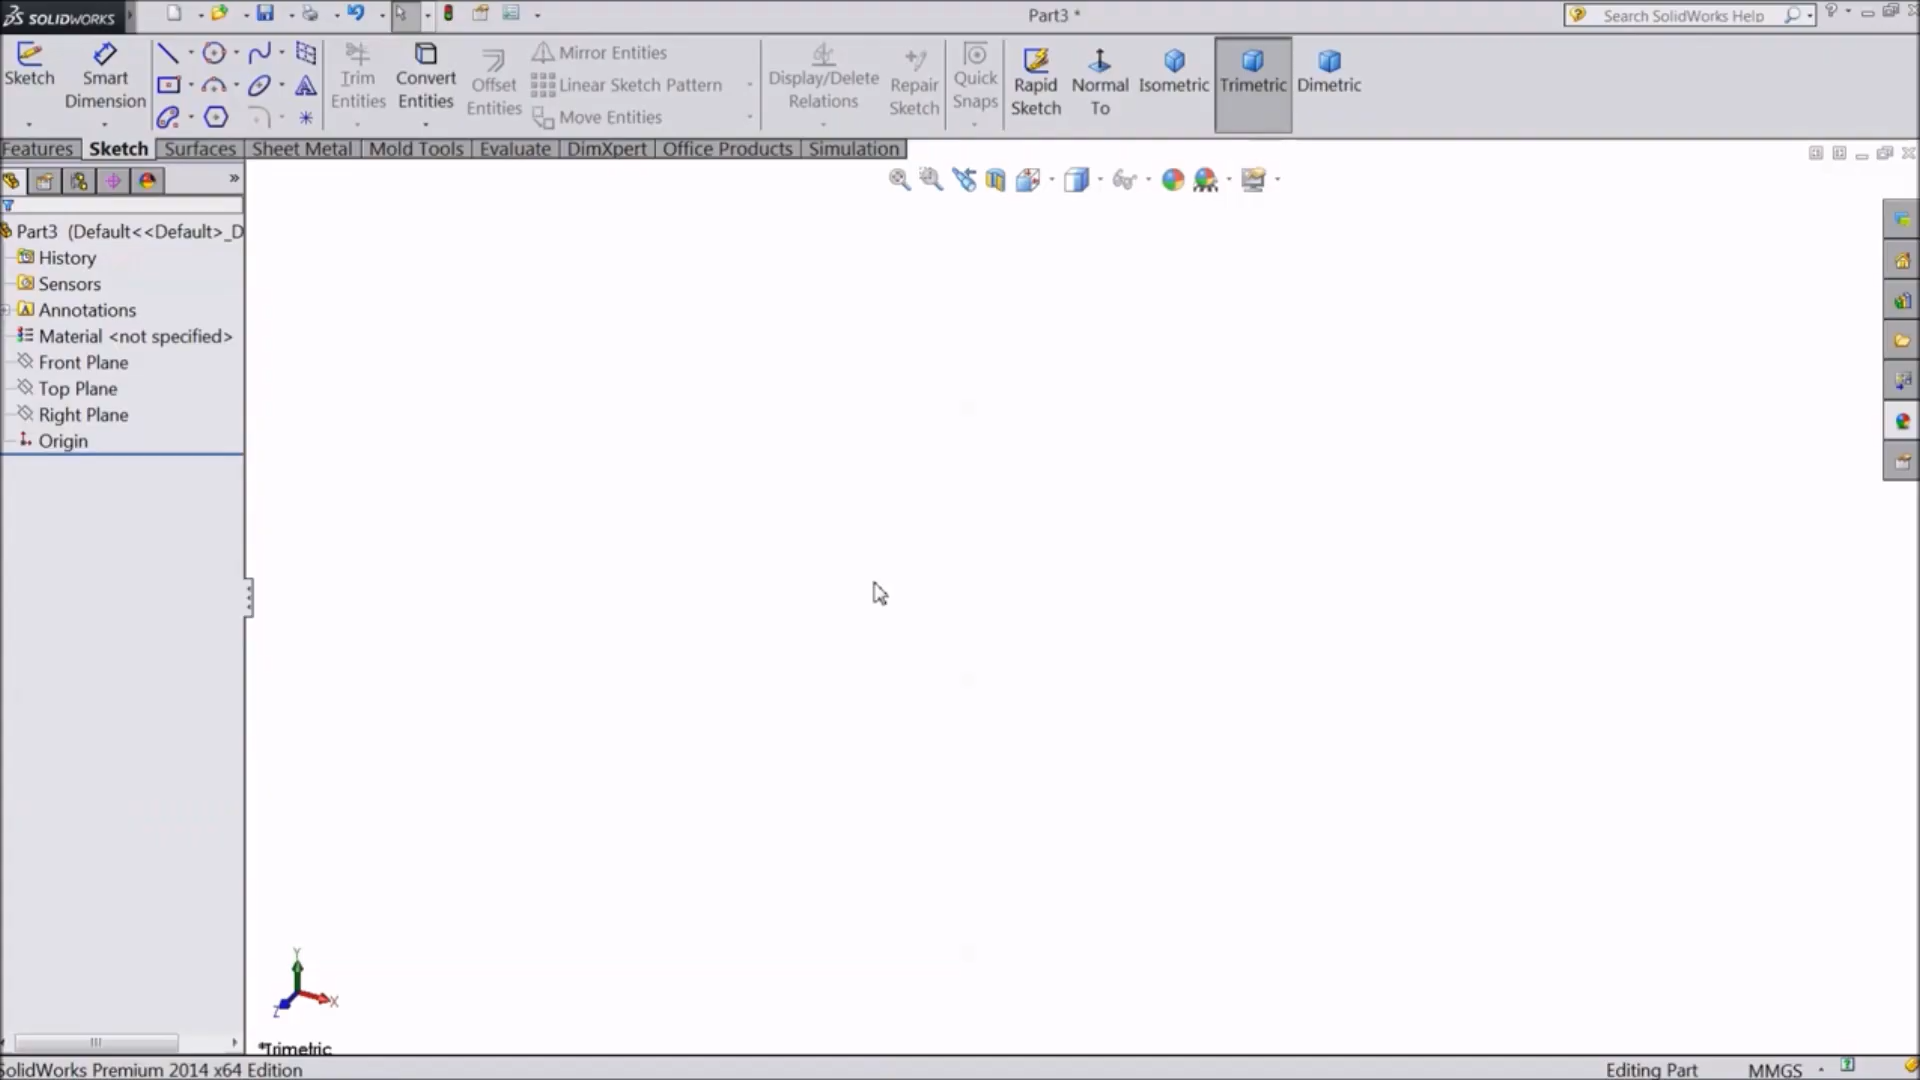 SOLIDWORKS
Part3 *
Search SolidWorks Help
Sketch
Smart Dimension
Trim Entities
Convert Entities
Offset Entities
Mirror Entities
Linear Sketch Pattern
Move Entities
Display/Delete Relations
Repair Sketch
Quick Snaps
Rapid Sketch
Normal To
Isometric
Trimetric
Dimetric
Features
Sketch
Surfaces
Sheet Metal
Mold Tools
Evaluate
DimXpert
Office Products
Simulation
Part3 (Default<<Default>_D
History
Sensors
Annotations
Material <not specified>
Front Plane
Top Plane
Right Plane
Origin
Y
X
Z
*Trimetric
SolidWorks Premium 2014 x64 Edition
Editing Part
MMGS